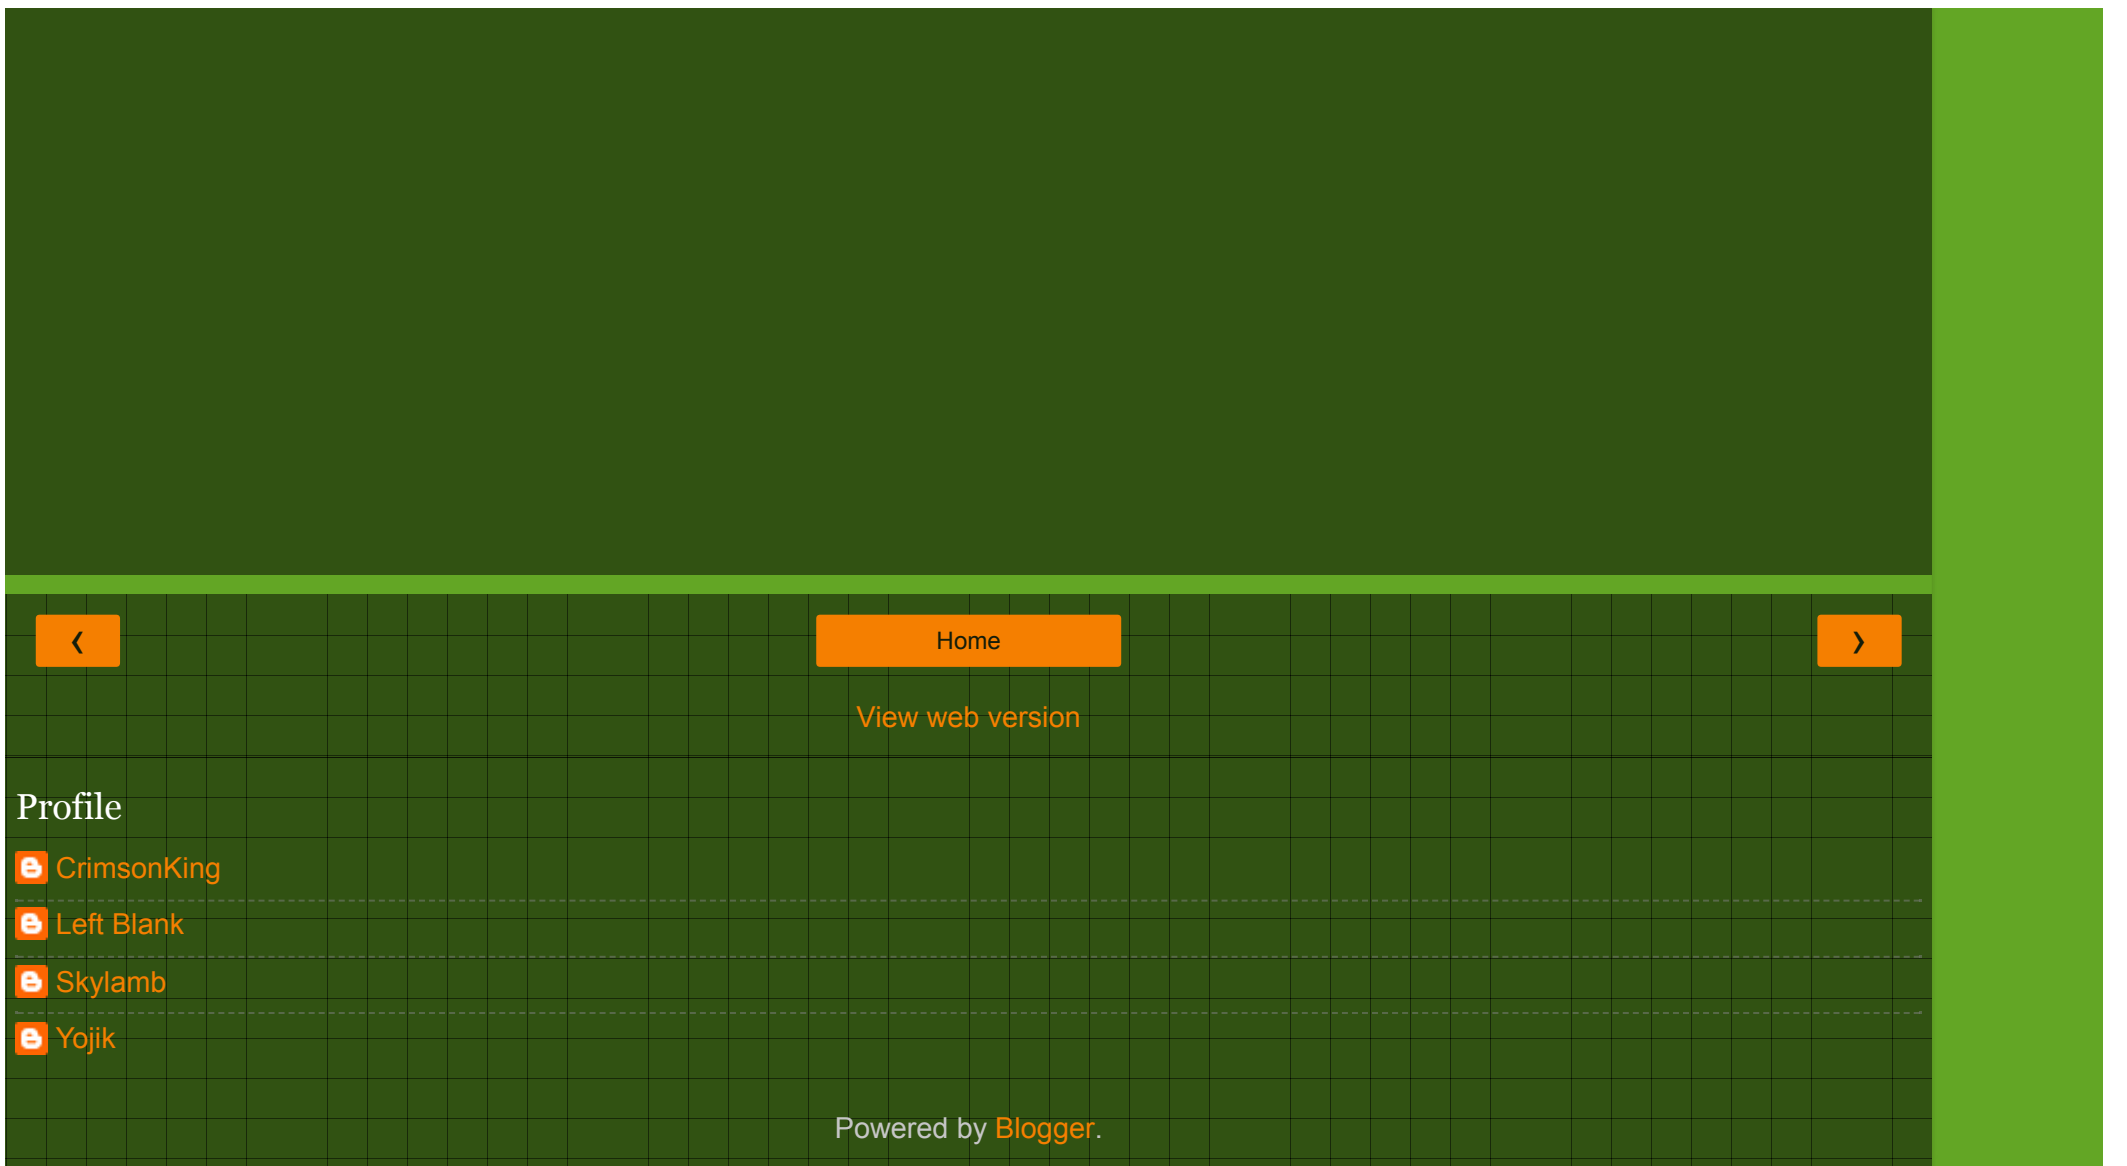 ‹ Home ›
View web version
Profile
CrimsonKing
Left Blank
Skylamb
Yojik
Powered by Blogger.